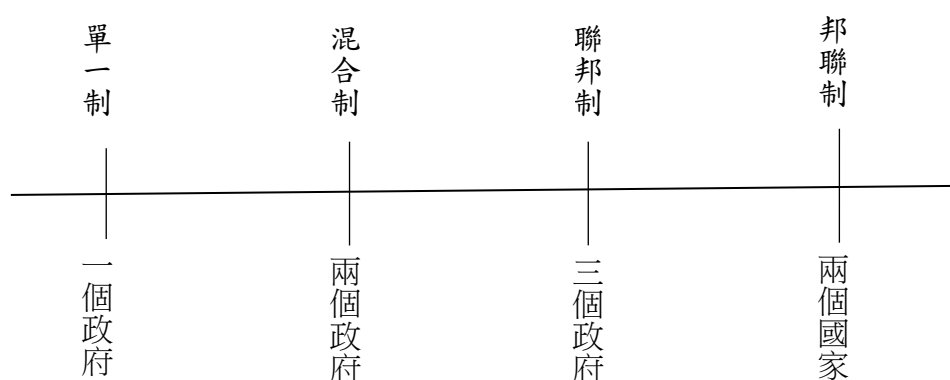 單一制
混合制
聯邦制
邦聯制
一個政府
兩個政府
三個政府
兩個國家